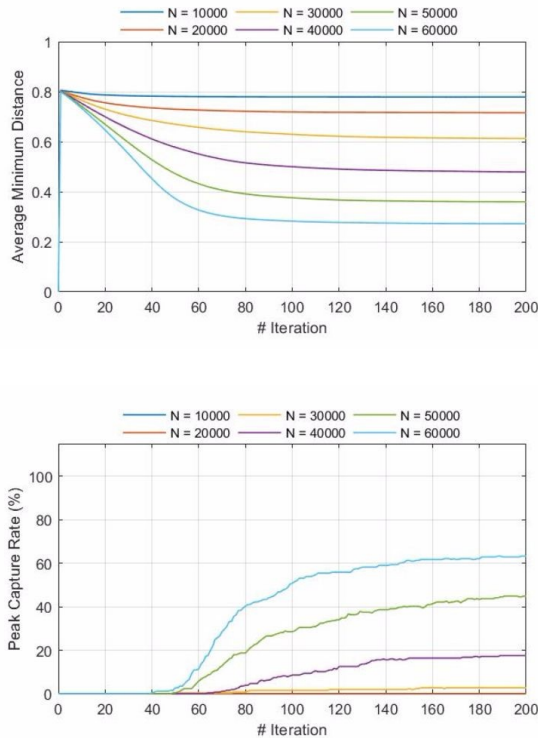 N = 10000 N = 30000 N = 50000
N = 20000 N = 40000 N = 60000
1
0.8
0.6
0.4
0.2
0
Average Minimum Distance
0 20 40 60 80 100 120 140 160 180 200
# Iteration
N = 10000 N = 30000 N = 50000
N = 20000 N = 40000 N = 60000
100
80
60
40
20
0
Peak Capture Rate (%)
0 20 40 60 80 100 120 140 160 180 200
# Iteration